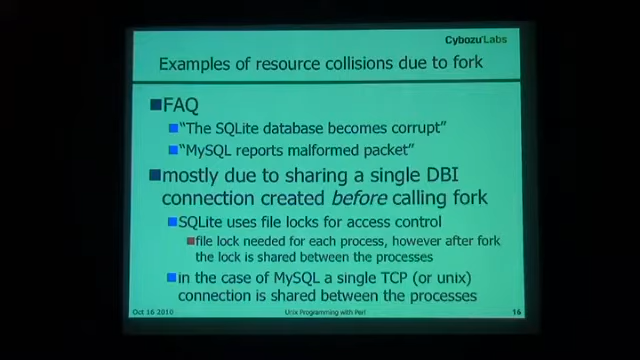 Cybozu Labs
Examples of resource collisions due to fork
FAQ
"The SQLite database becomes corrupt"
"MySQL reports malformed packet"
mostly due to sharing a single DBI
connection created before calling fork
SQLite uses file locks for access control
file lock needed for each process, however after fork
the lock is shared between the processes
in the case of MySQL a single TCP (or unix)
connection is shared between the processes
Oct 16 2010
Unix Programming with Perl
16